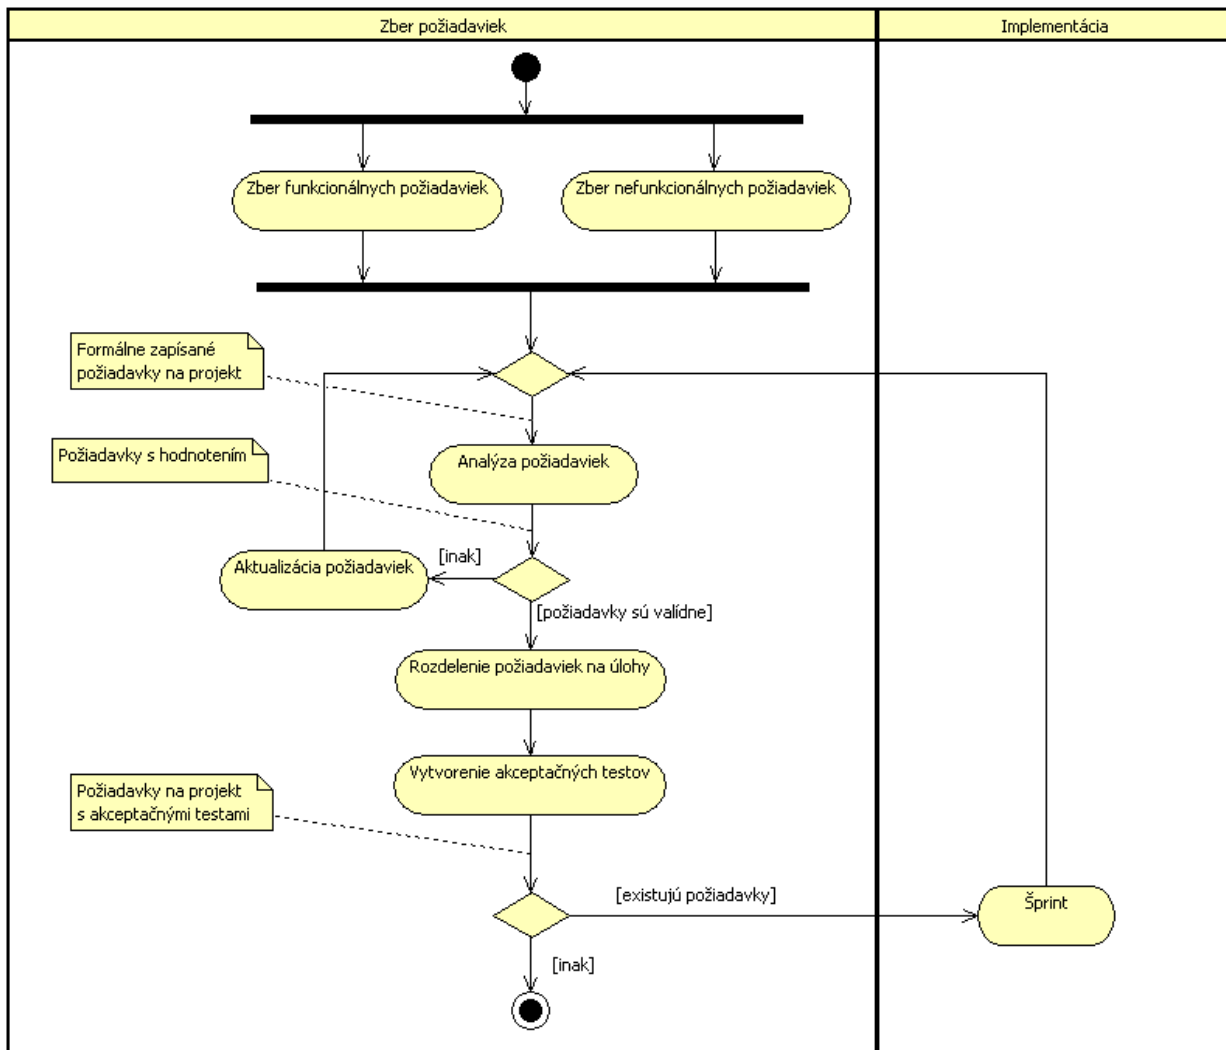 Zber požiadaviek
Implementácia
Zber funkcionálnych požiadaviek
Zber nefunkcionálnych požiadaviek
Formálne zapísané
požiadavky na projekt
Požiadavky s hodnotením
Analýza požiadaviek
[inak]
Aktualizácia požiadaviek
[požiadavky sú valídne]
Rozdelenie požiadaviek na úlohy
Vytvorenie akceptačných testov
Požiadavky na projekt
s akceptačnými testami
[existujú požiadavky]
Šprint
[inak]